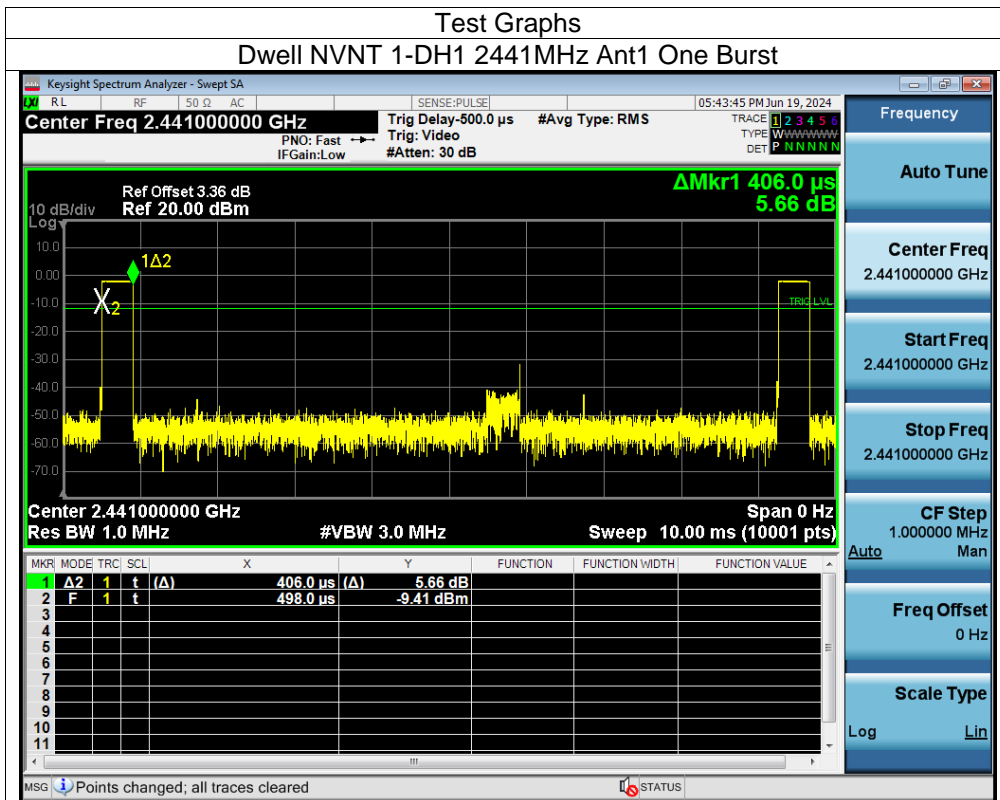 Test Graphs
Dwell NVNT 1-DH1 2441MHz Ant1 One Burst
Keysight Spectrum Analyzer - Swept SA
LXI RL RF 50 Ω AC SENSE:PULSE 05:43:45 PM Jun 19, 2024
Center Freq 2.441000000 GHz Trig Delay-500.0 µs #Avg Type: RMS TRACE 1 2 3 4 5 6
PNO: Fast Trig: Video TYPE WWWWWW
IFGain:Low #Atten: 30 dB DET P N N N N N
ΔMkr1 406.0 µs
5.66 dB
Ref Offset 3.36 dB
10 dB/div Ref 20.00 dBm
Log
10.0
0.00
-10.0
-20.0
-30.0
-40.0
-50.0
-60.0
-70.0
1Δ2
X2
TRIG LVL
Center 2.441000000 GHz Span 0 Hz
Res BW 1.0 MHz #VBW 3.0 MHz Sweep 10.00 ms (10001 pts)
MKR MODE TRC SCL X Y FUNCTION FUNCTION WIDTH FUNCTION VALUE
1 Δ2 1 t (Δ) 406.0 µs (Δ) 5.66 dB
2 F 1 t 498.0 µs -9.41 dBm
3
4
5
6
7
8
9
10
11
MSG Points changed; all traces cleared STATUS
Frequency
Auto Tune
Center Freq
2.441000000 GHz
Start Freq
2.441000000 GHz
Stop Freq
2.441000000 GHz
CF Step
1.000000 MHz
Auto Man
Freq Offset
0 Hz
Scale Type
Log Lin